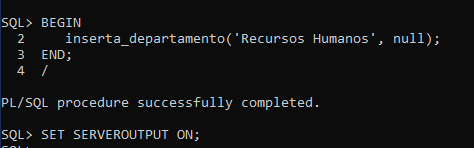 SQL> BEGIN
2 inserta_departamento('Recursos Humanos', null);
3 END;
4 /
PL/SQL procedure successfully completed.
SQL> SET SERVEROUTPUT ON;